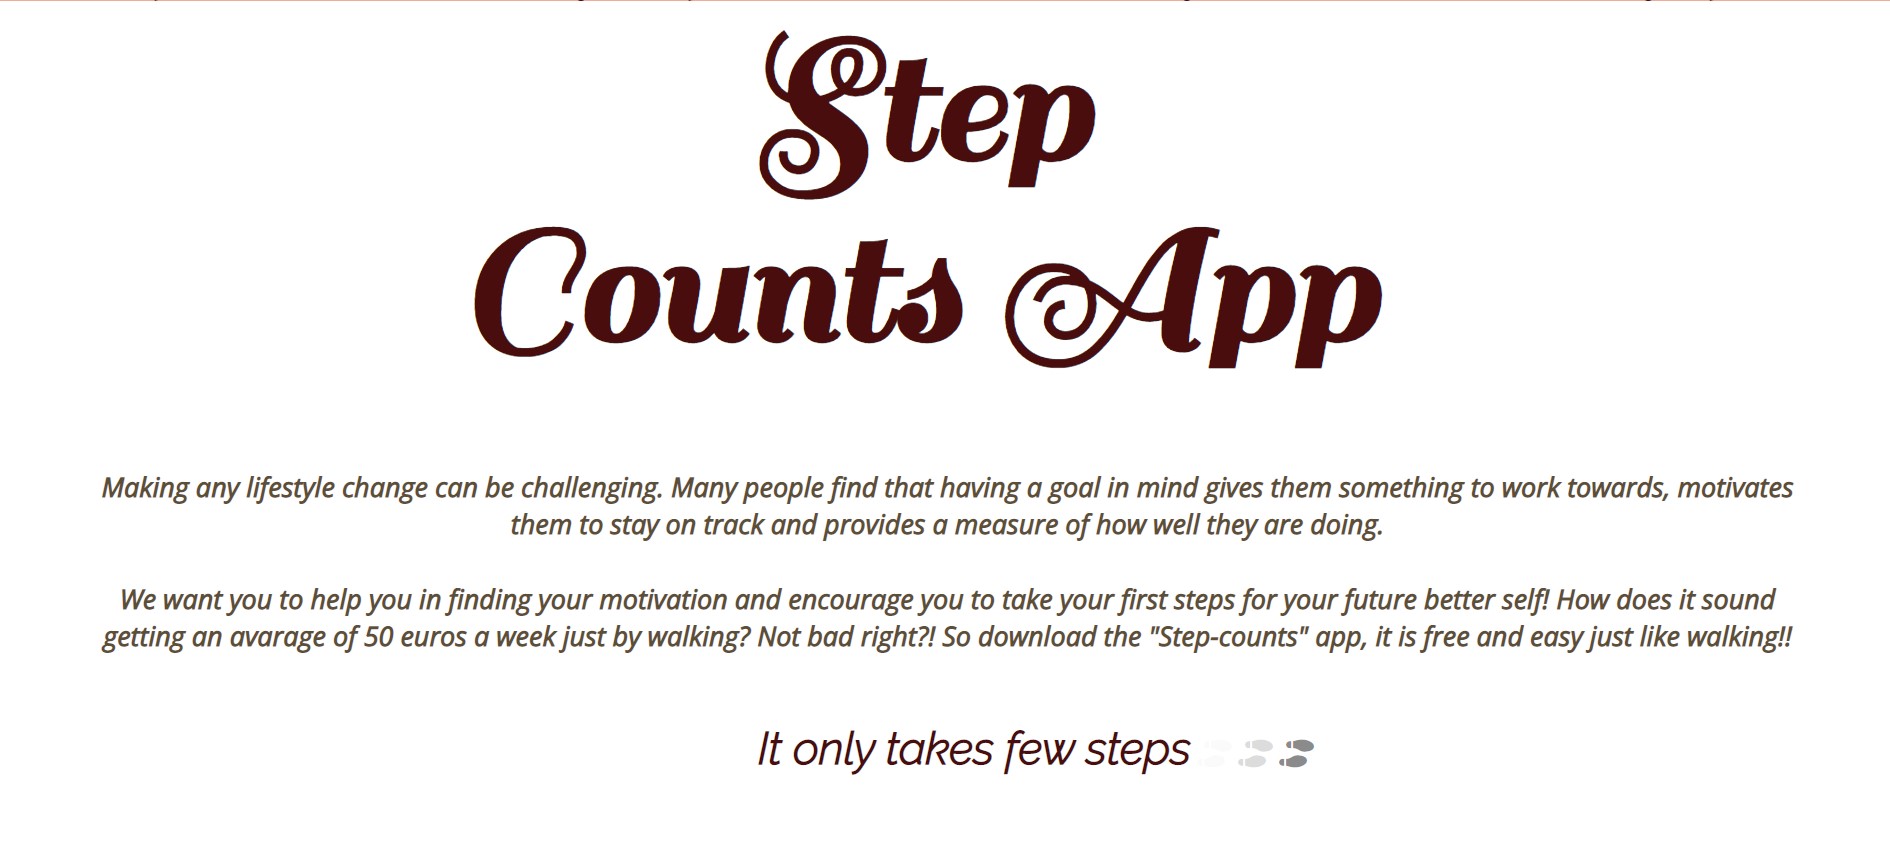 Step
Counts App
Making any lifestyle change can be challenging. Many people find that having a goal in mind gives them something to work towards, motivates
them to stay on track and provides a measure of how well they are doing.
We want you to help you in finding your motivation and encourage you to take your first steps for your future better self! How does it sound
getting an avarage of 50 euros a week just by walking? Not bad right?! So download the "Step-counts" app, it is free and easy just like walking!!
It only takes few steps